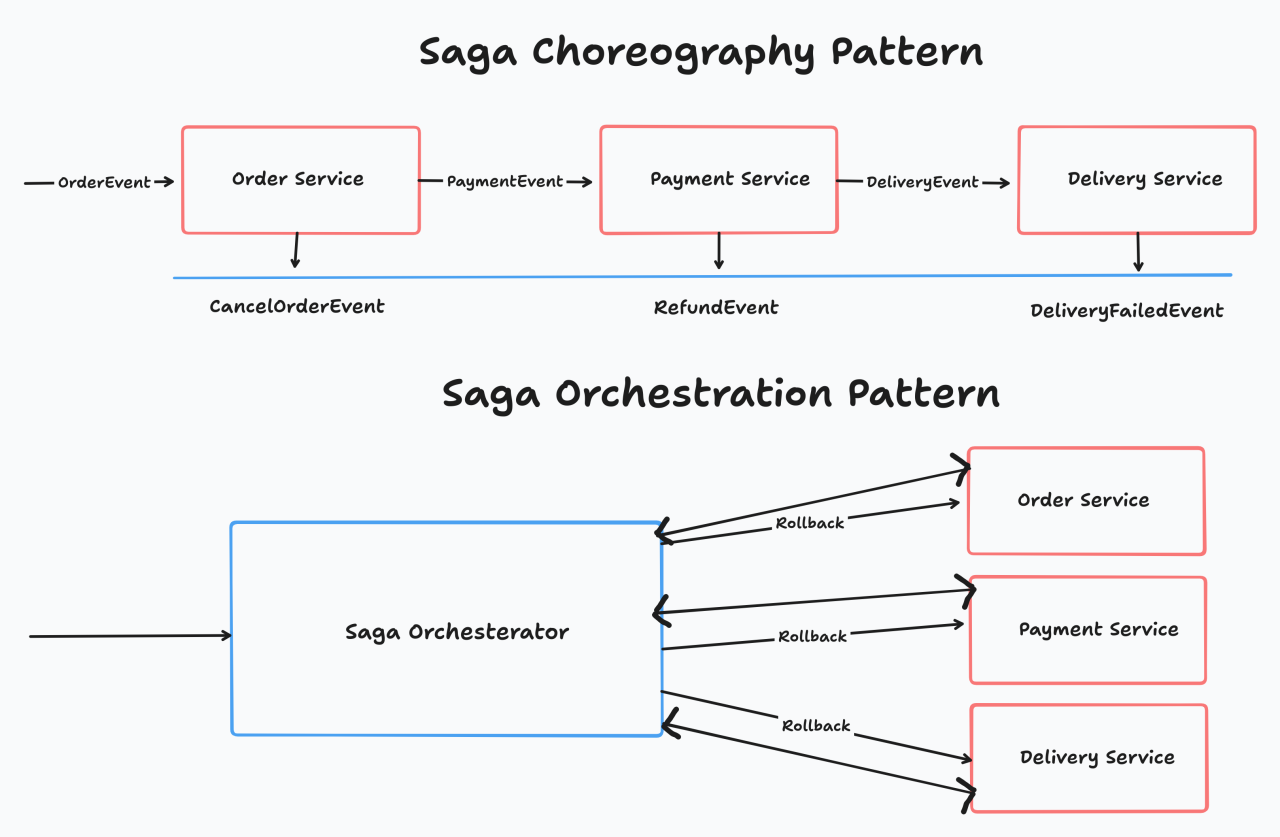 Saga Choreography Pattern
OrderEvent
Order Service
PaymentEvent
Payment Service
DeliveryEvent
Delivery Service
CancelOrderEvent
RefundEvent
DeliveryFailedEvent
Saga Orchestration Pattern
Saga Orchesterator
Rollback
Order Service
Rollback
Payment Service
Rollback
Delivery Service